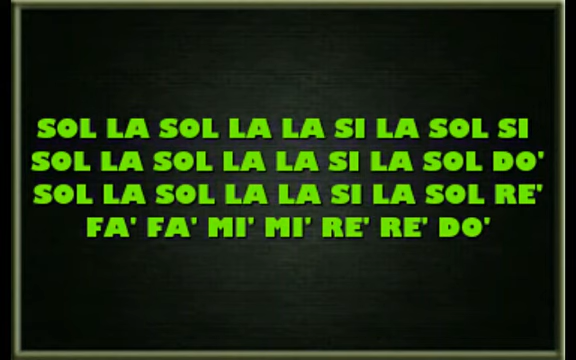 SOL LA SOL LA LA SI LA SOL SI
SOL LA SOL LA LA SI LA SOL DO'
SOL LA SOL LA LA SI LA SOL RE'
FA' FA' MI' MI' RE' RE' DO'